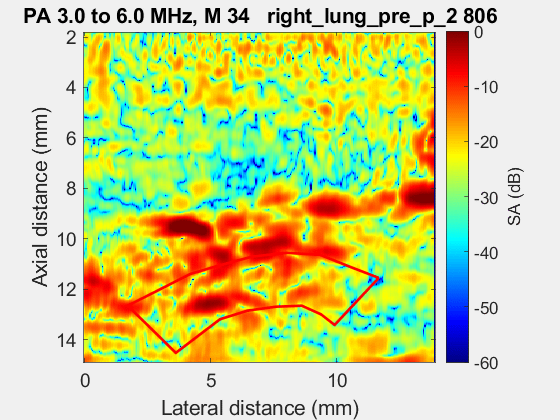 PA 3.0 to 6.0 MHz, M 34 right_lung_pre_p_2 806
2
4
6
8
10
12
14
Axial distance (mm)
0 5 10
Lateral distance (mm)
0
-10
-20
-30
-40
-50
-60
SA (dB)